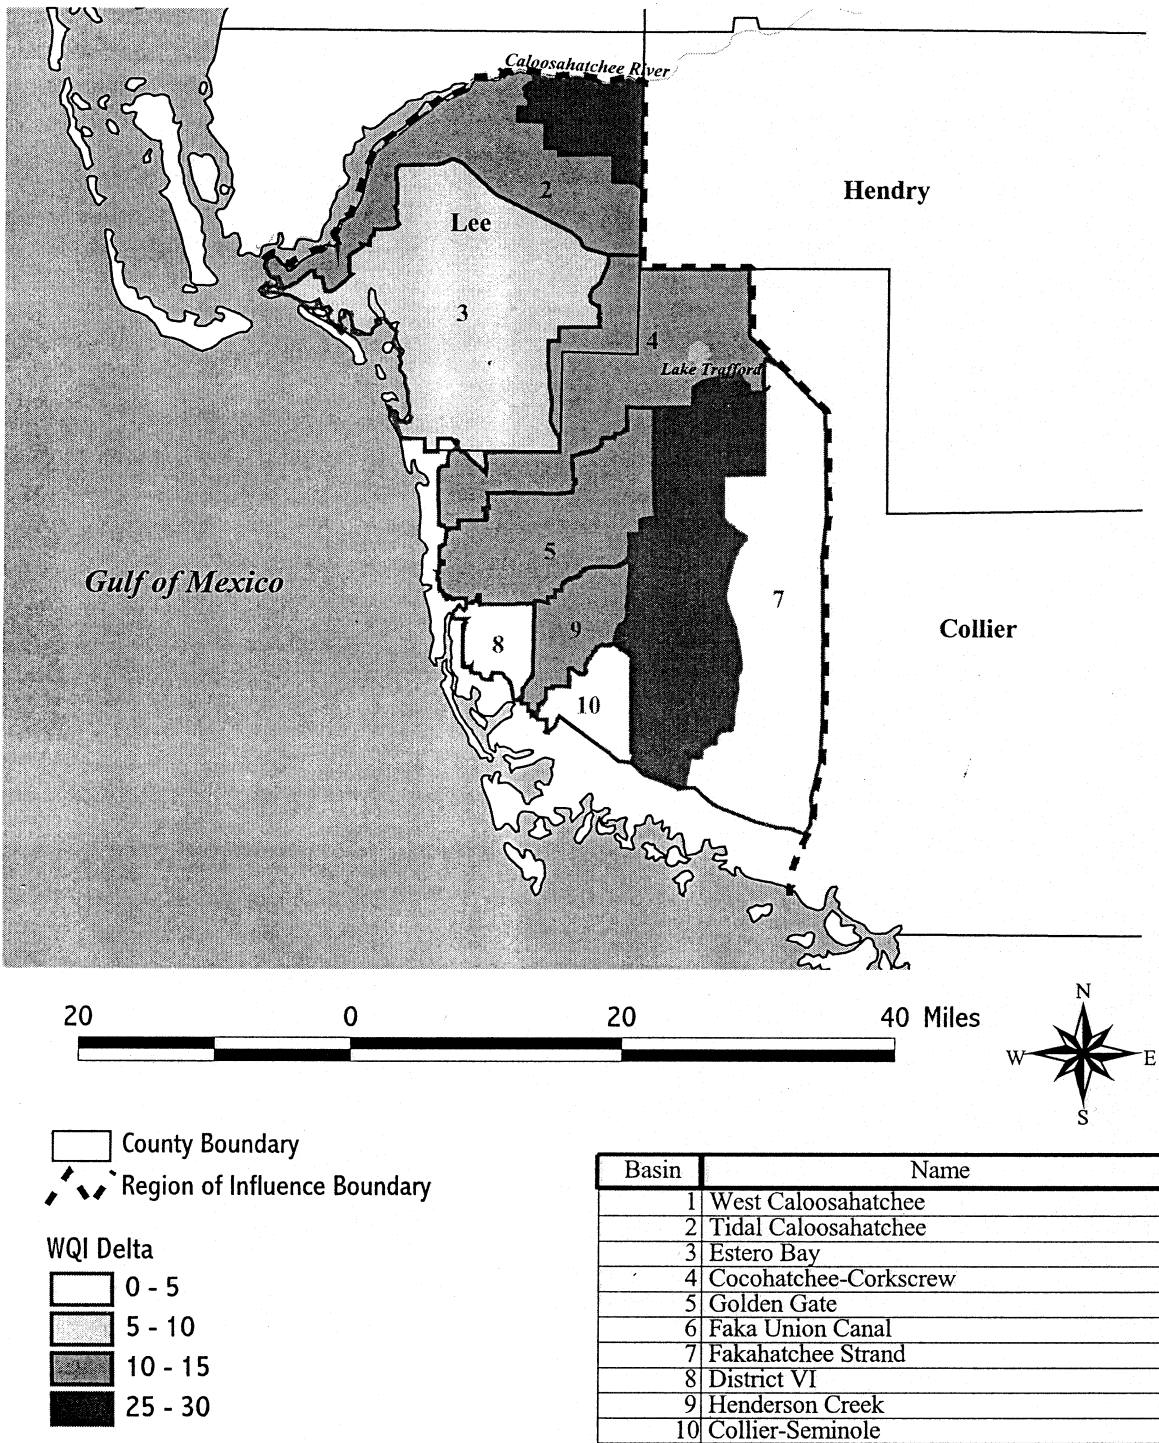 Caloosahatchee River
Hendry
2
Lee
3
4
Lake Trafford
5
Gulf of Mexico
7
9
Collier
8
10
20 0 20 40 Miles
N
W E
S
County Boundary
Region of Influence Boundary
WQI Delta
0 - 5
5 - 10
10 - 15
25 - 30
Basin Name
1 West Caloosahatchee
2 Tidal Caloosahatchee
3 Estero Bay
4 Cocohatchee-Corkscrew
5 Golden Gate
6 Faka Union Canal
7 Fakahatchee Strand
8 District VI
9 Henderson Creek
10 Collier-Seminole